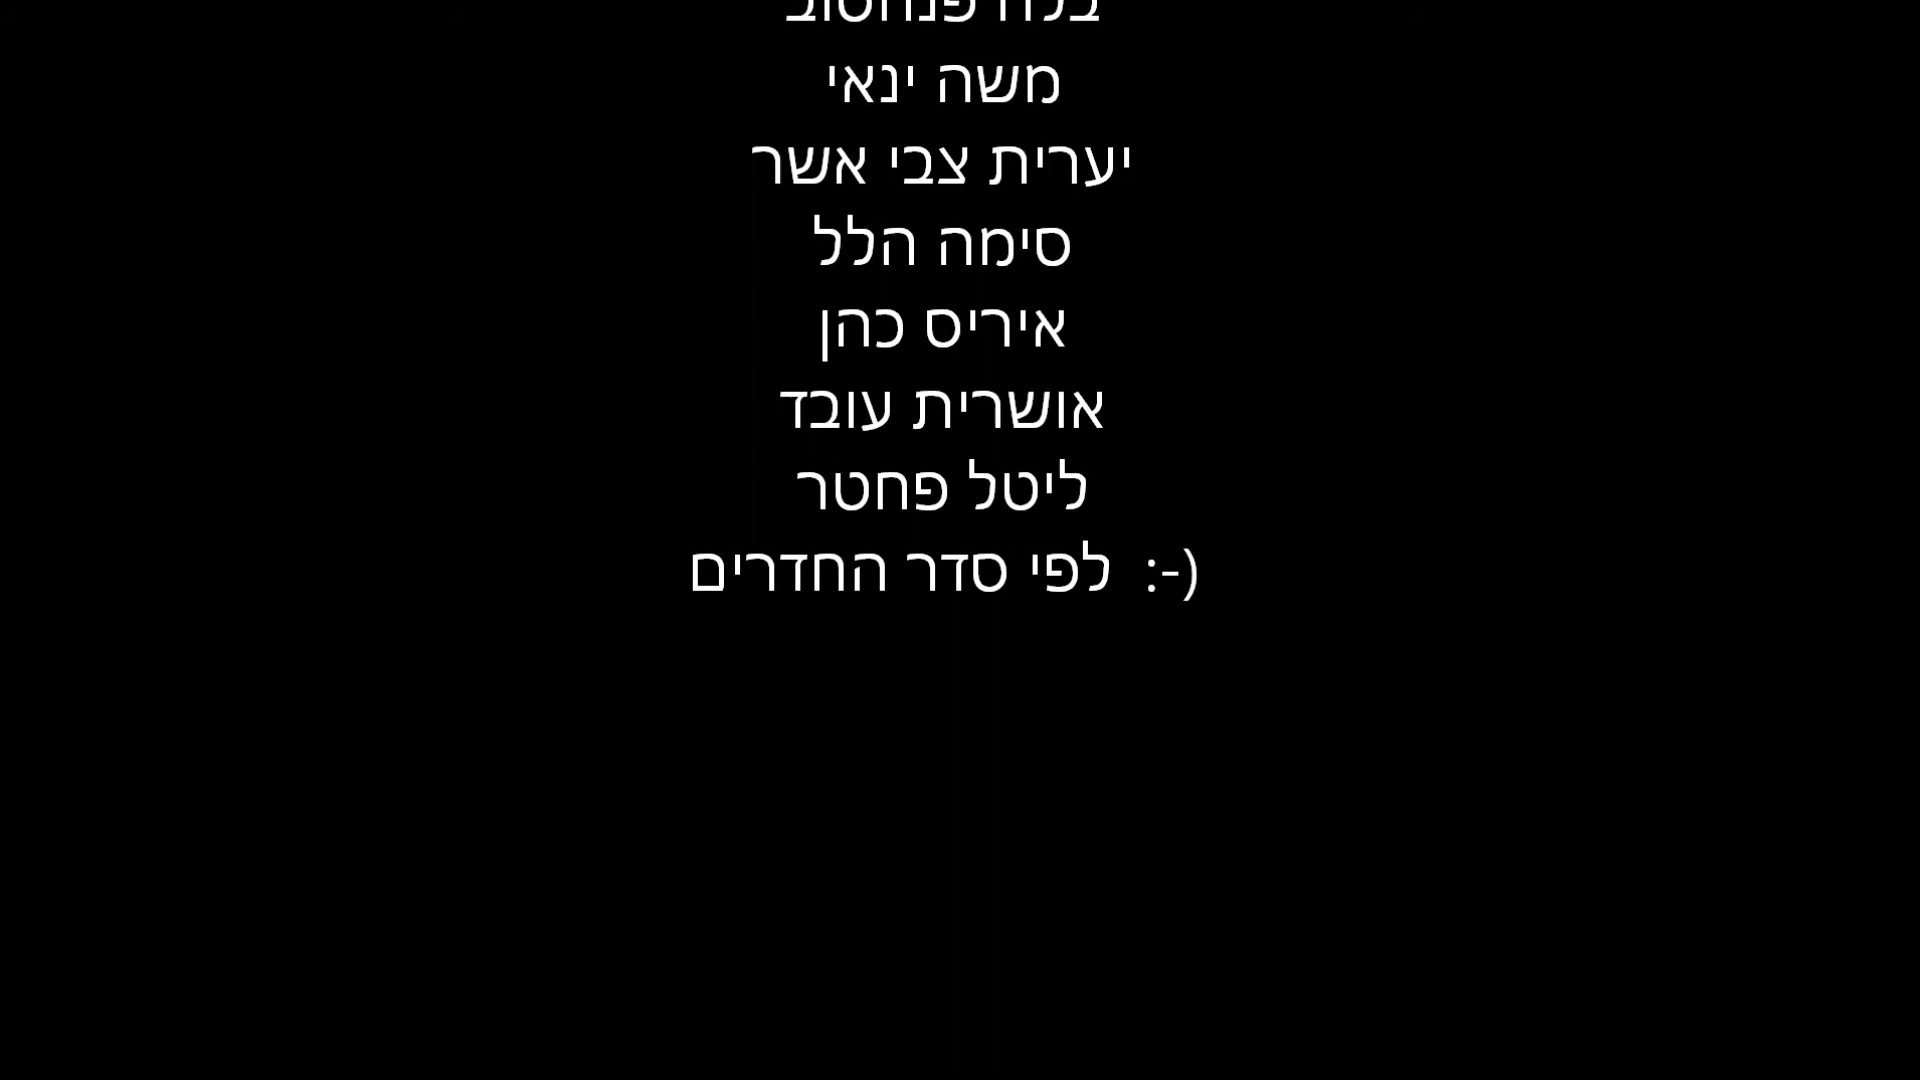 משה ינאי
יערית צבי אשר
סימה הלל
איריס כהן
אושרית עובד
ליטל פחטר
(-: לפי סדר החדרים